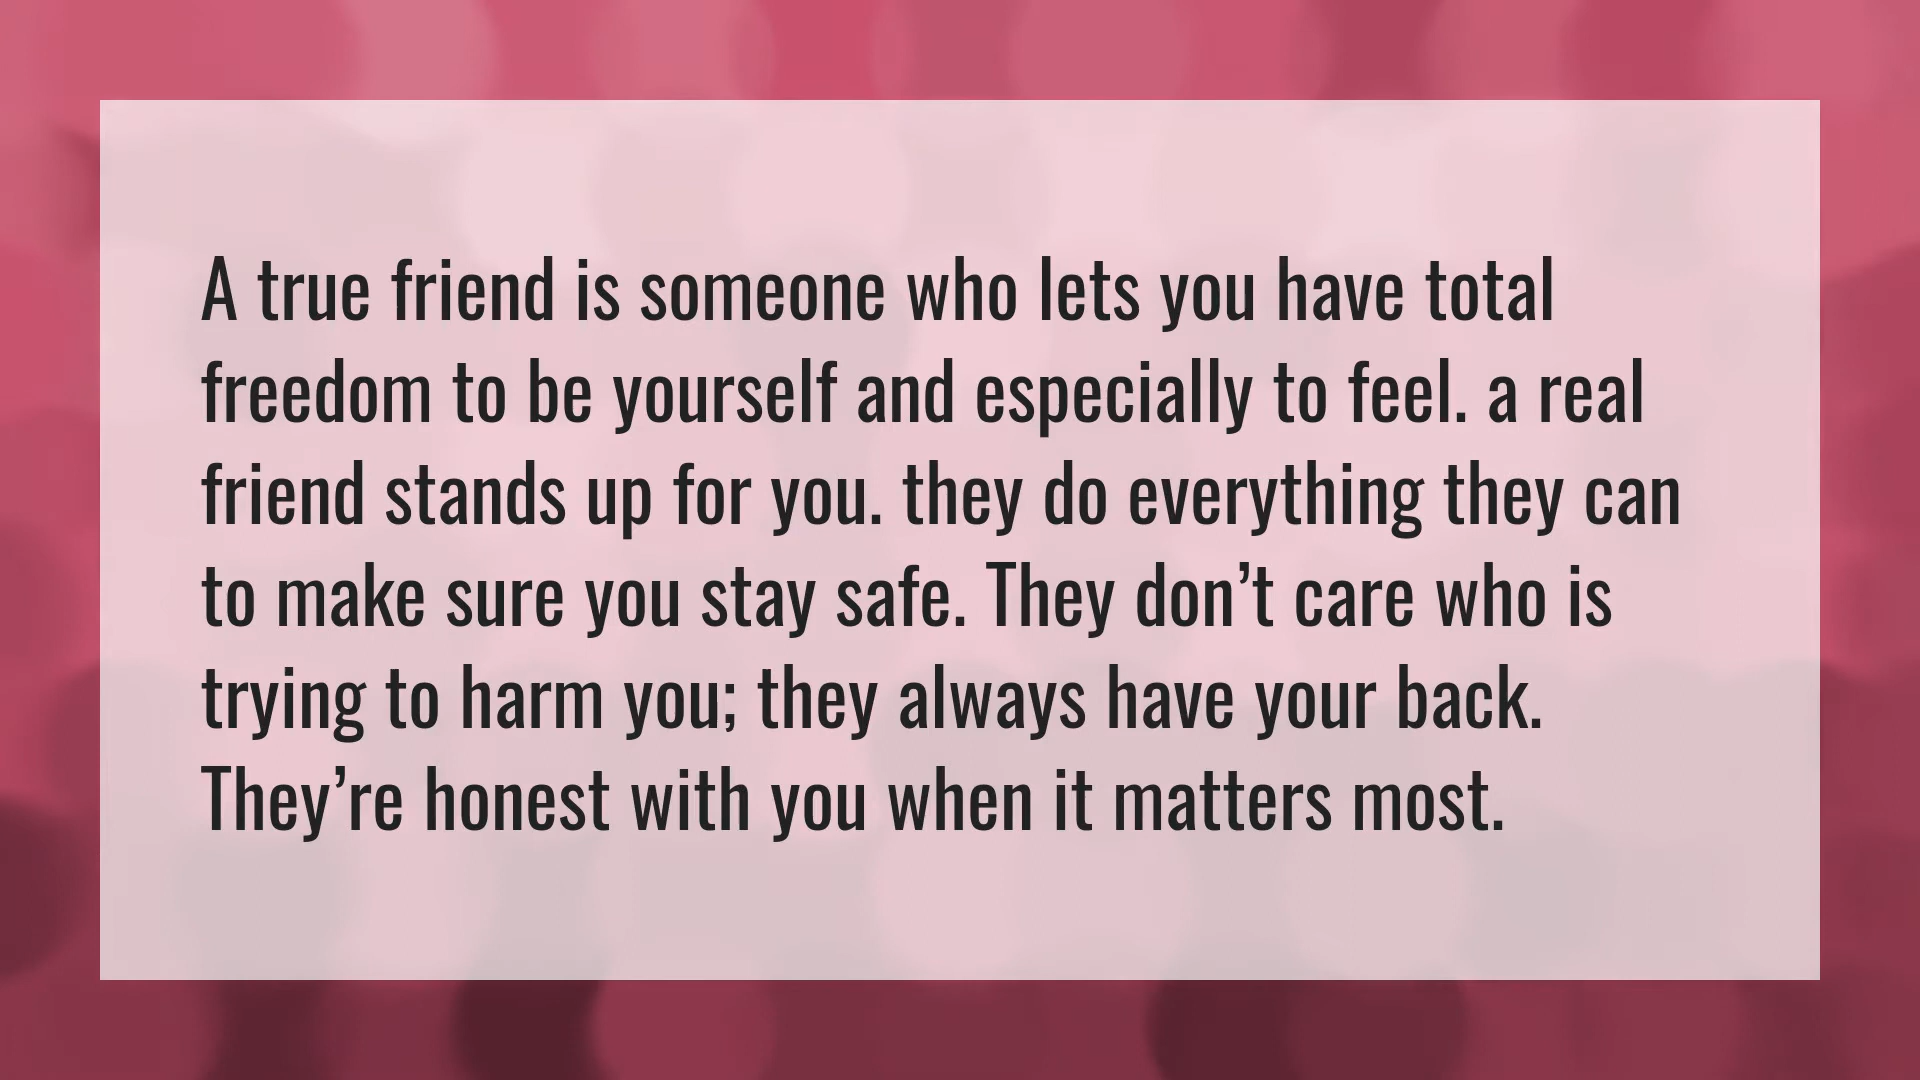 A true friend is someone who lets you have total
freedom to be yourself and especially to feel. a real
friend stands up for you. they do everything they can
to make sure you stay safe. They don’t care who is
trying to harm you; they always have your back.
They’re honest with you when it matters most.